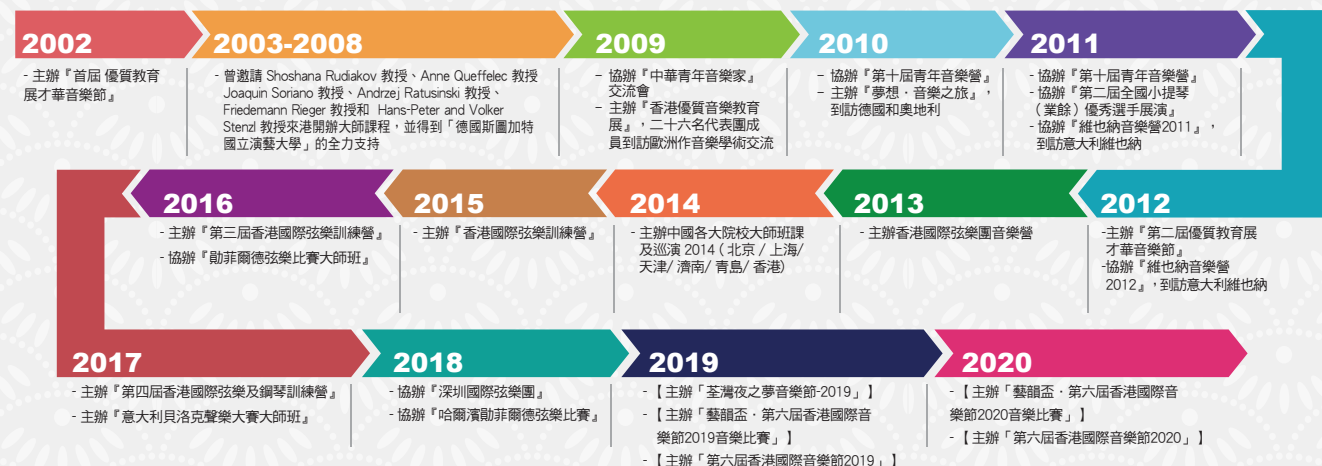 2002
- 主辦『首屆 優質教育
展才華音樂節』
2003-2008
- 曾邀請 Shoshana Rudiakov 教授、Anne Queffelec 教授
Joaquin Soriano 教授、Andrzej Ratusinski 教授、
Friedemann Rieger 教授和 Hans-Peter and Volker
Stenzl 教授來港開辦大師課程，並得到「德國斯圖加特
國立演藝大學」的全力支持
2009
- 協辦『中華青年音樂家』
交流會
- 主辦『香港優質音樂教育
展』，二十六名代表團成
員到訪歐洲作音樂學術交流
2010
- 協辦『第十屆青年音樂營』
- 主辦『夢想．音樂之旅』，
到訪德國和奧地利
2011
- 協辦『第十屆青年音樂營』
- 協辦『第二屆全國小提琴
（業餘）優秀選手展演』
- 協辦『維也納音樂營2011』，
到訪意大利維也納
2012
-主辦『第二屆優質教育展
才華音樂節』
-協辦『維也納音樂營
2012』，到訪意大利維也納
2013
- 主辦香港國際弦樂團音樂營
2014
- 主辦中國各大院校大師班課
及巡演 2014（北京 / 上海/
天津/ 濟南/ 青島/ 香港)
2015
- 主辦『香港國際弦樂訓練營』
2016
- 主辦『第三屆香港國際弦樂訓練營』
- 協辦『勛菲爾德弦樂比賽大師班』
2017
- 主辦『第四屆香港國際弦樂及鋼琴訓練營』
- 主辦『意大利貝洛克聲樂大賽大師班』
2018
- 協辦『深圳國際弦樂團』
- 協辦『哈爾濱勛菲爾德弦樂比賽』
2019
- 【 主辦「荃灣夜之夢音樂節-2019」】
- 【 主辦「藝韻盃．第六屆香港國際音
樂節2019音樂比賽」】
- 【 主辦「第六屆香港國際音樂節2019」】
2020
- 【 主辦「藝韻盃．第六屆香港國際音
樂節2020音樂比賽」】
- 【 主辦「第六屆香港國際音樂節2020」】